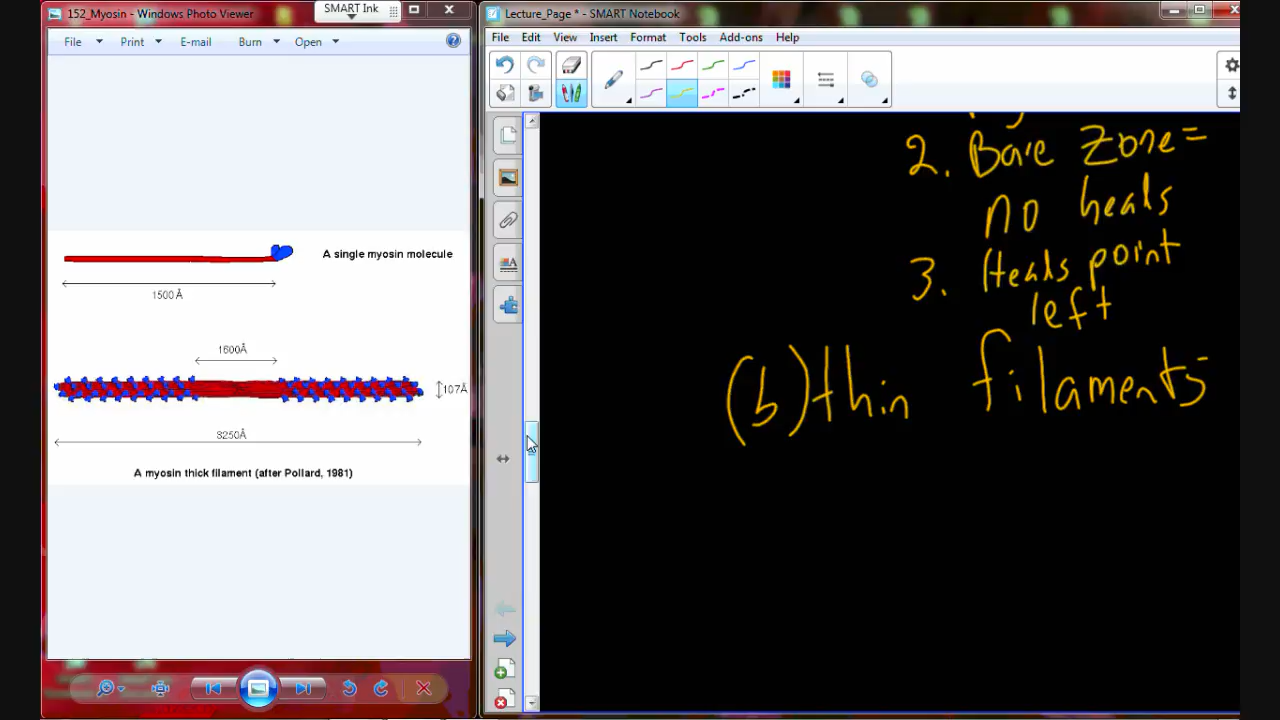 152_Myosin - Windows Photo Viewer
SMART Ink
File Print E-mail Burn Open
A single myosin molecule
1500Å
1600Å
107Å
3250Å
A myosin thick filament (after Pollard, 1981)
Lecture_Page * - SMART Notebook
File Edit View Insert Format Tools Add-ons Help
2. Bare Zone =
no heads
3. Heads point
left
(b) thin filaments